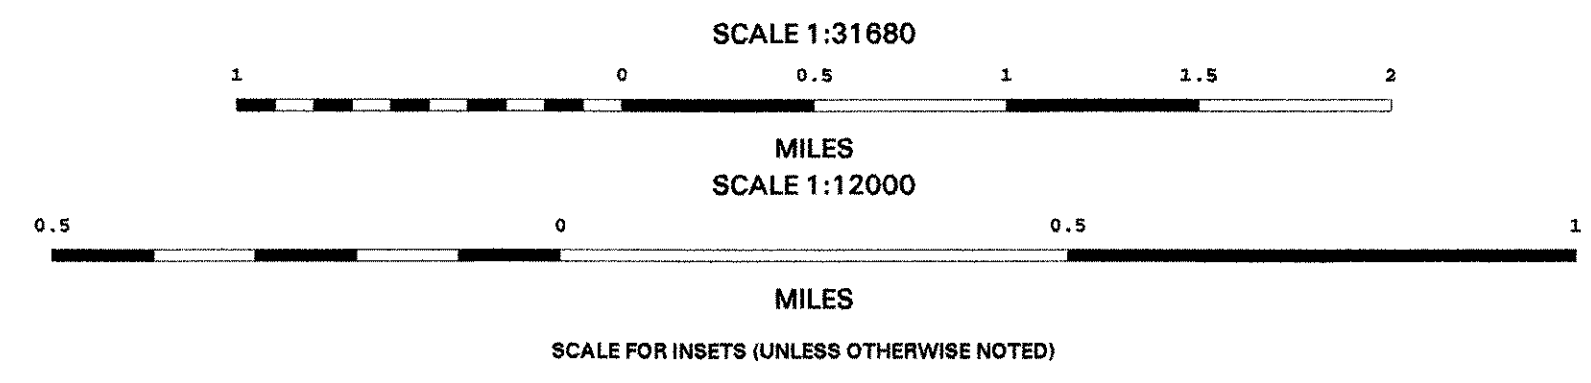 SCALE 1:31680
1 0 0.5 1 1.5 2
MILES
SCALE 1:12000
0.5 0 0.5 1
MILES
SCALE FOR INSETS (UNLESS OTHERWISE NOTED)